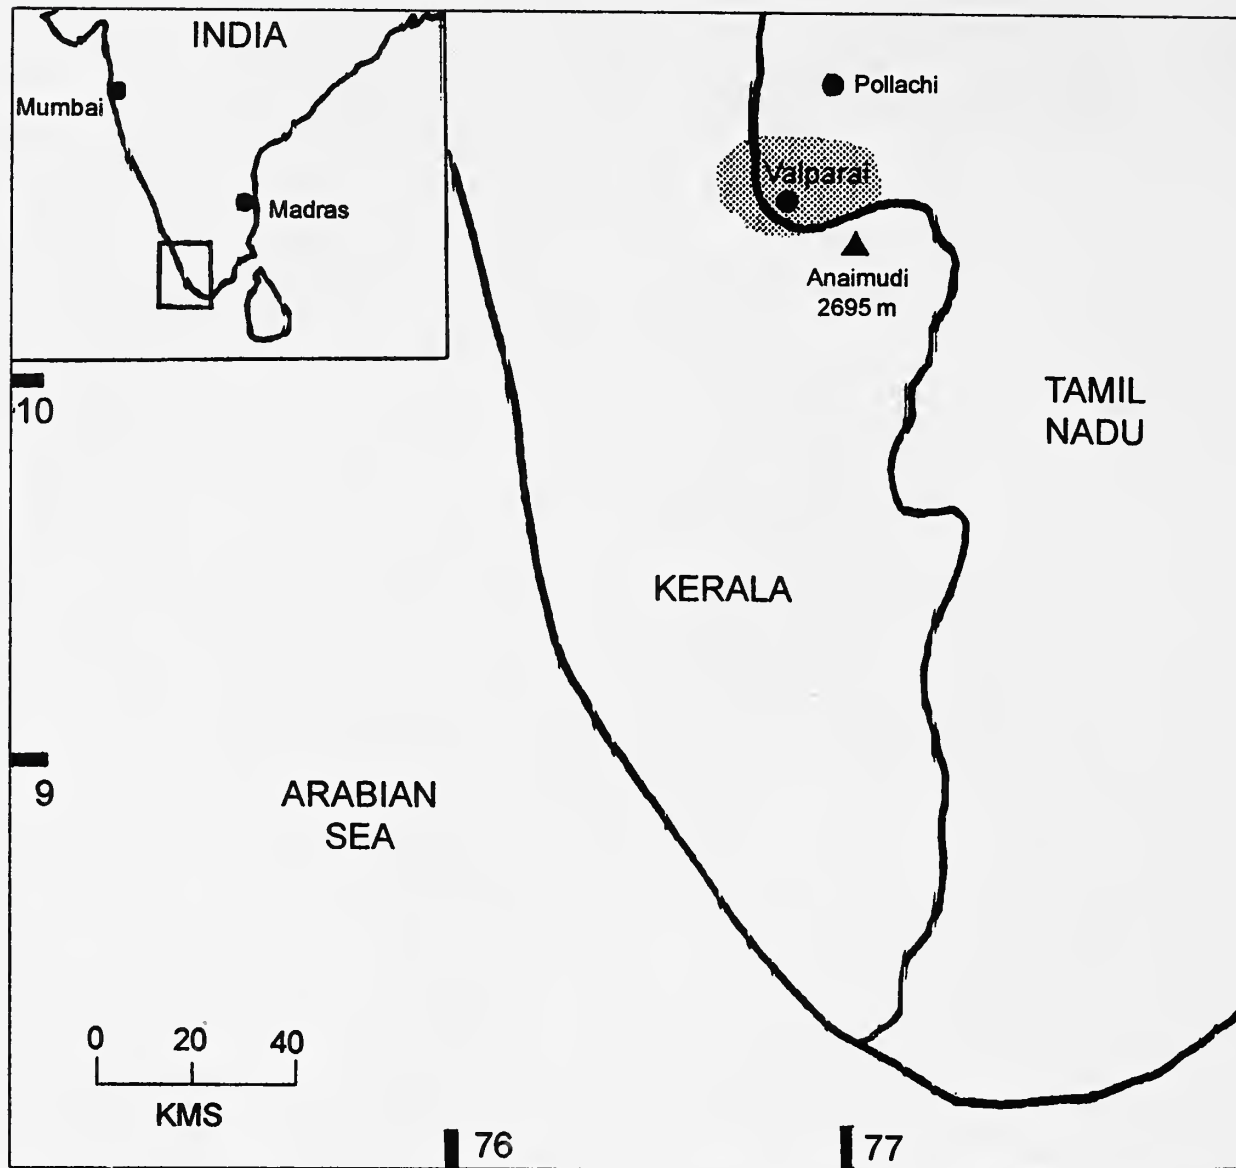 INDIA
Mumbai
Madras
Pollachi
Valparai
Anaimudi
2695 m
10
TAMIL
NADU
KERALA
9
ARABIAN
SEA
0 20 40
KMS
76
77